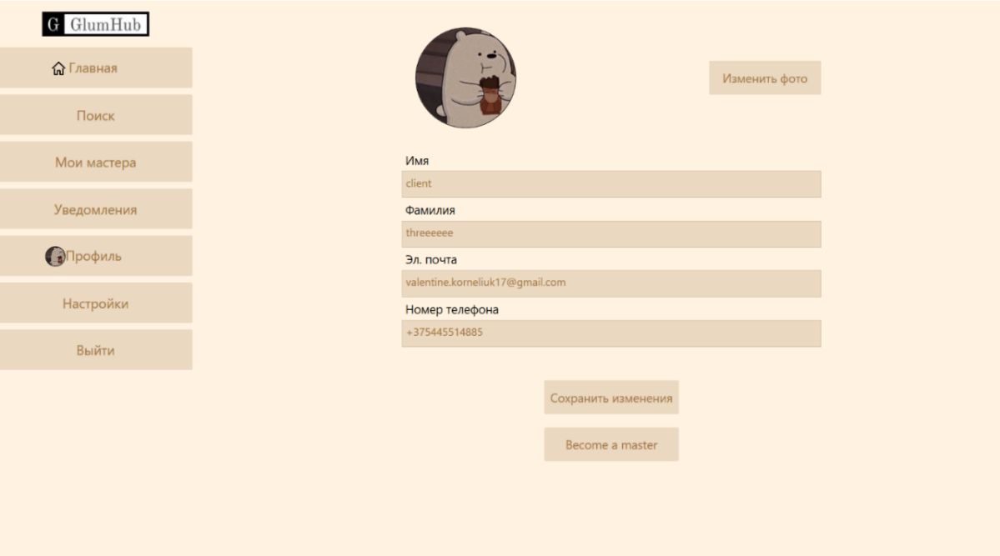 G GlumHub
Главная
Поиск
Мои мастера
Уведомления
Профиль
Настройки
Выйти
Изменить фото
Имя
client
Фамилия
threeeeee
Эл. почта
valentine.korneliuk17@gmail.com
Номер телефона
+375445514885
Сохранить изменения
Become a master